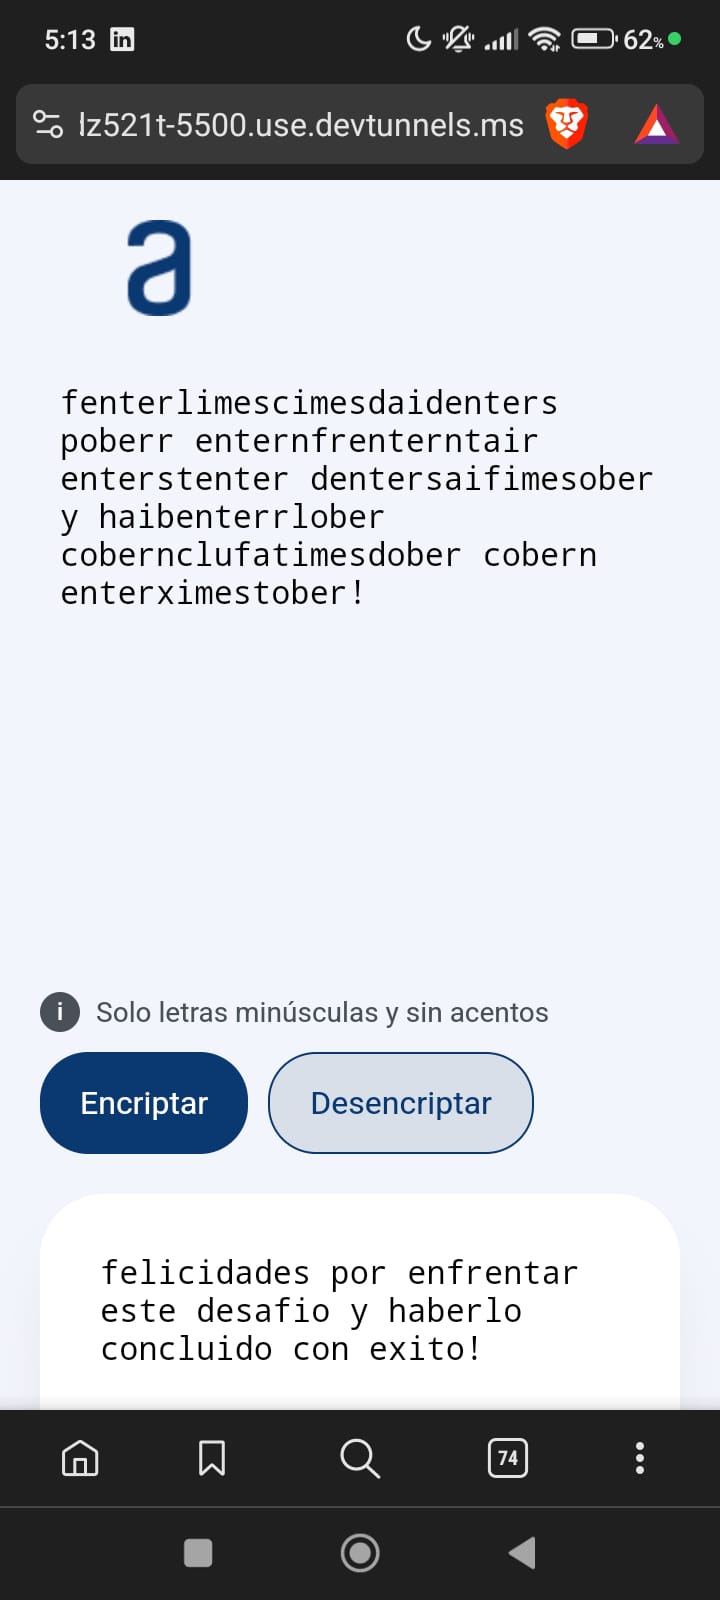 5:13 in 62%
lz521t-5500.use.devtunnels.ms
a
fenterlimescimesdaidenters
poberr enternfrenterntair
enterstenter dentersaifimesober
y haibenterrlober
cobernclufatimesdober cobern
enterximestober!
i Solo letras minúsculas y sin acentos
Encriptar Desencriptar
felicidades por enfrentar
este desafio y haberlo
concluido con exito!
74